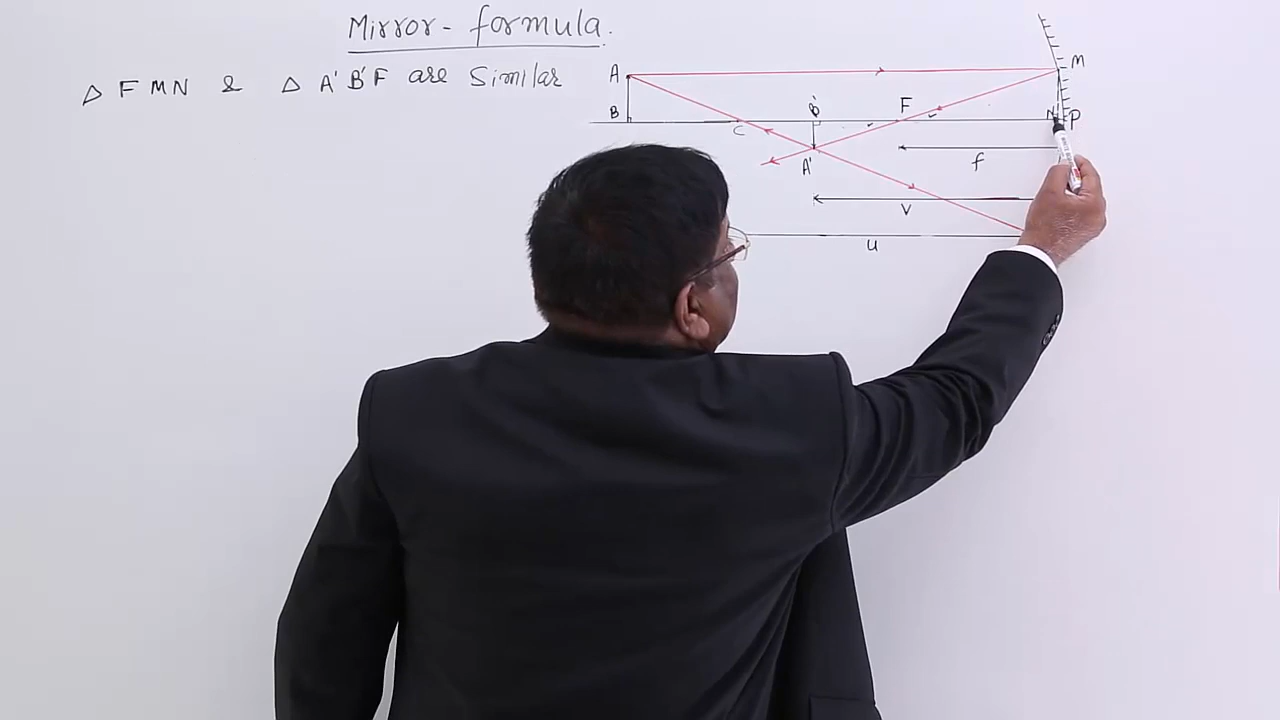 Mirror - formula.
△ FMN & △ A'B'F are Similar
A
M
B
C
B'
F
N
P
A'
f
v
u